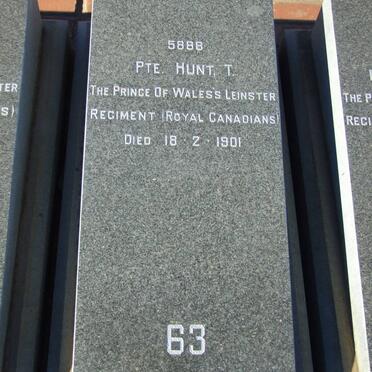 5888
PTE. HUNT, T.
THE PRINCE OF WALES'S LEINSTER
REGIMENT (ROYAL CANADIANS)
DIED 18-2-1901
63